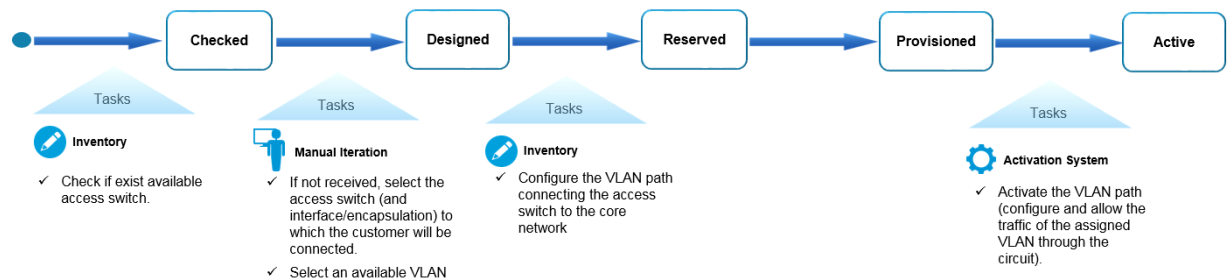 Checked
Designed
Reserved
Provisioned
Active
Tasks
Inventory
✓ Check if exist available
access switch.
Tasks
Manual Iteration
✓ If not received, select the
access switch (and
interface/encapsulation) to
which the customer will be
connected.
✓ Select an available VLAN
Tasks
Inventory
✓ Configure the VLAN path
connecting the access
switch to the core
network
Tasks
Activation System
✓ Activate the VLAN path
(configure and allow the
traffic of the assigned
VLAN through the
circuit).